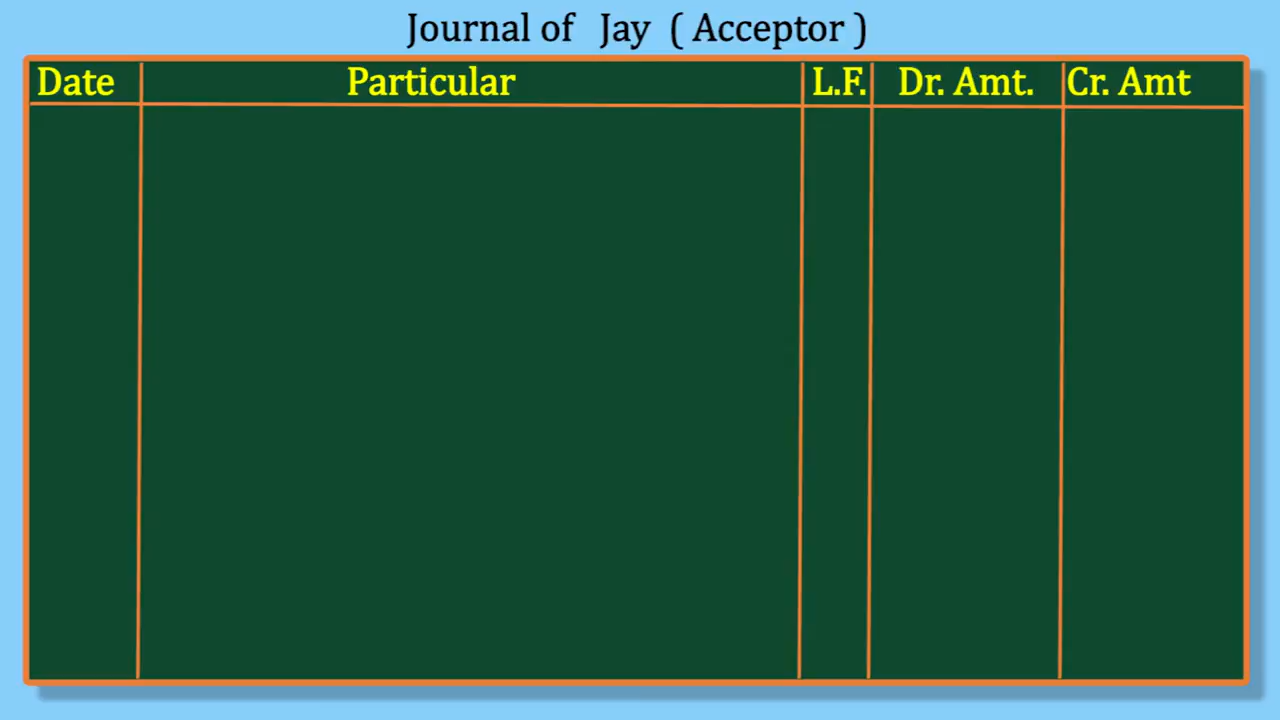 Journal of Jay ( Acceptor )
Date Particular L.F. Dr. Amt. Cr. Amt